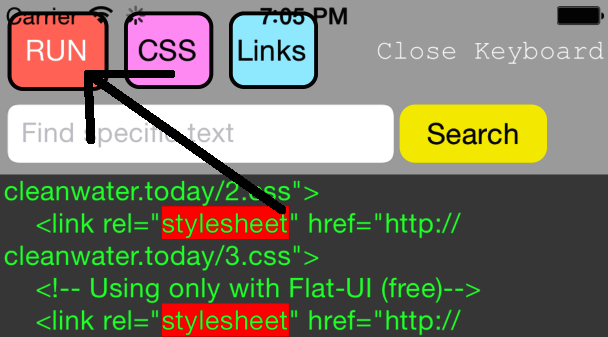 Carrier 7:05 PM
RUN CSS Links Close Keyboard
Find specific text Search
cleanwater.today/2.css">
<link rel="stylesheet" href="http://
cleanwater.today/3.css">
<!-- Using only with Flat-UI (free)-->
<link rel="stylesheet" href="http://